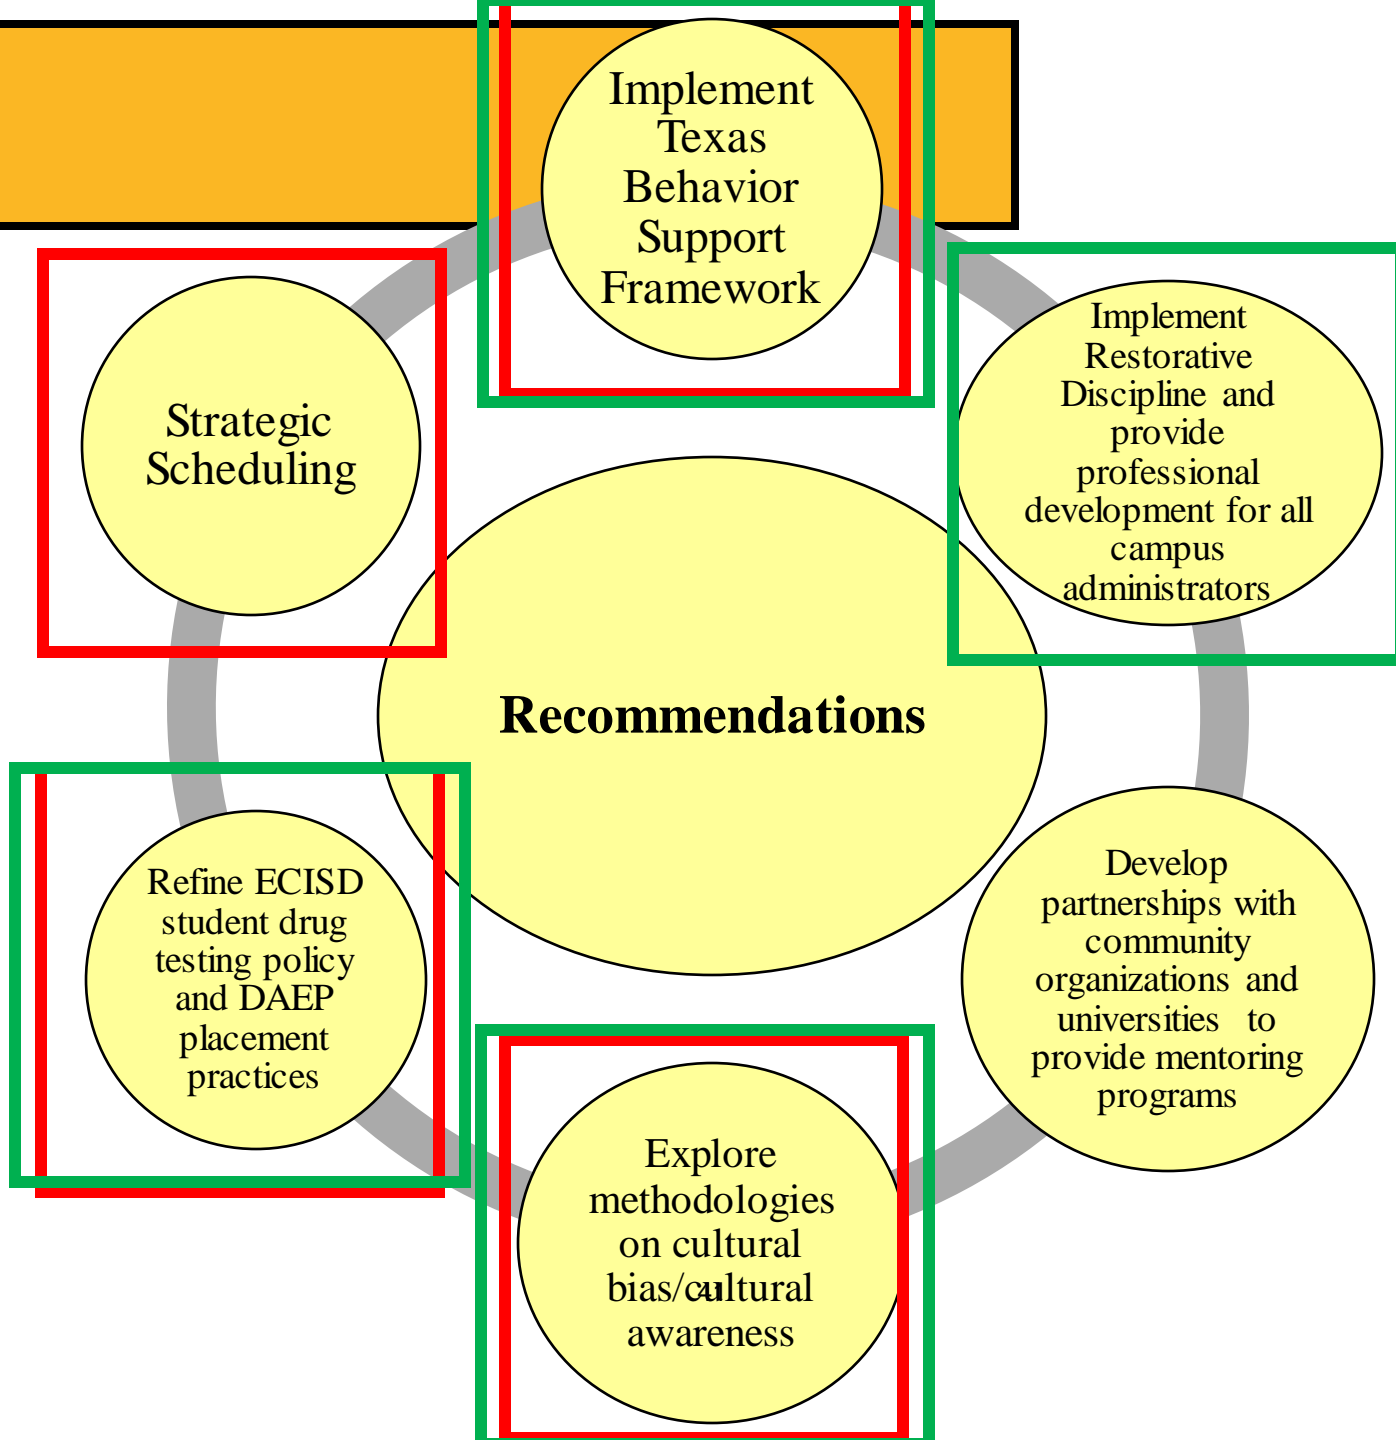 Implement
Texas
Behavior
Support
Framework
Implement
Restorative
Discipline and
provide
professional
development for all
campus
administrators
Strategic
Scheduling
Recommendations
Develop
partnerships with
community
organizations and
universities to
provide mentoring
programs
Refine ECISD
student drug
testing policy
and DAEP
placement
practices
Explore
methodologies
on cultural
bias/cultural
awareness